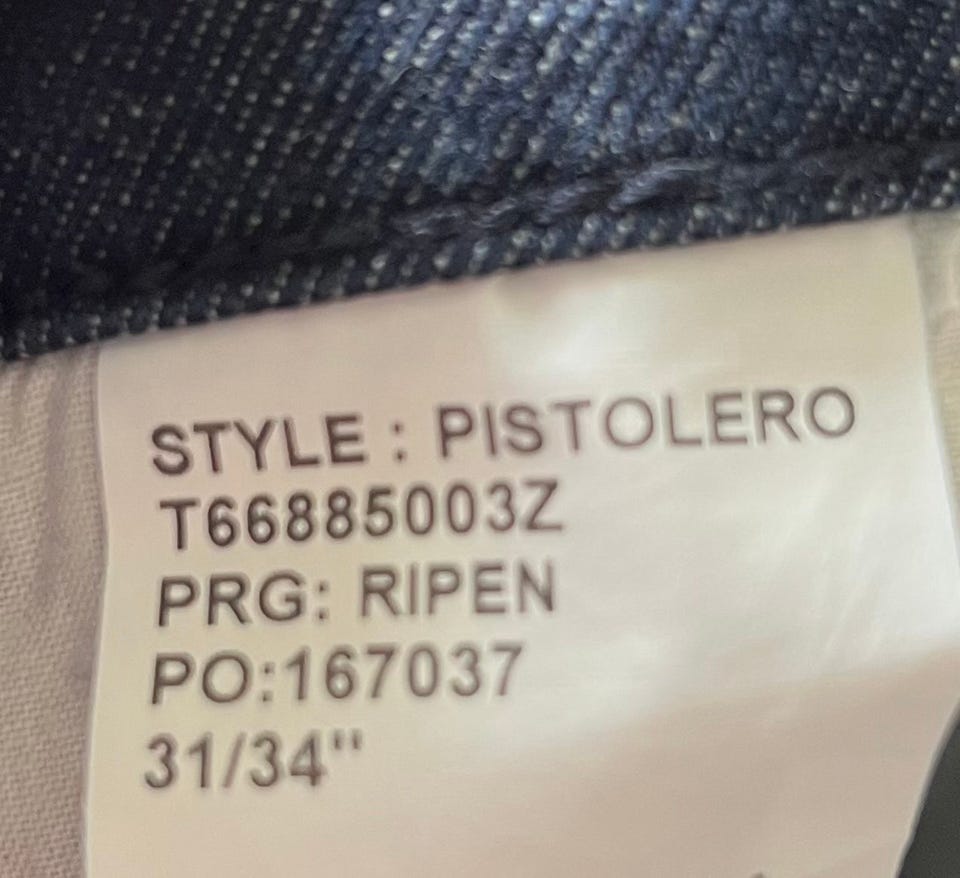 STYLE : PISTOLERO
T66885003Z
PRG: RIPEN
PO:167037
31/34"